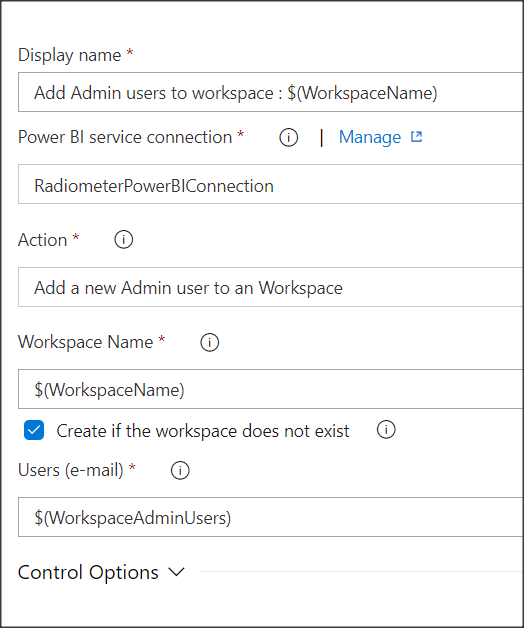 Display name *
Add Admin users to workspace : $(WorkspaceName)
Power BI service connection * | Manage
RadiometerPowerBIConnection
Action *
Add a new Admin user to an Workspace
Workspace Name *
$(WorkspaceName)
Create if the workspace does not exist
Users (e-mail) *
$(WorkspaceAdminUsers)
Control Options